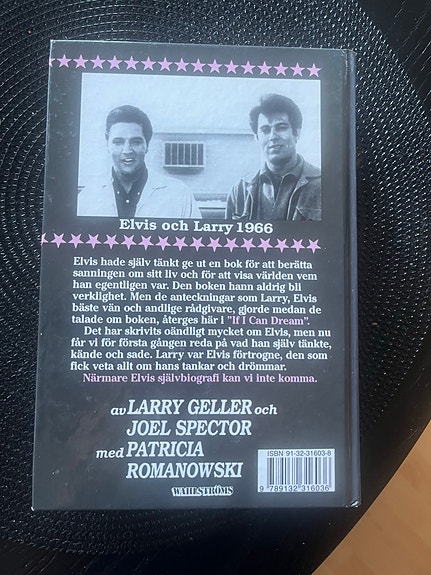 Elvis och Larry 1966
Elvis hade själv tänkt ge ut en bok för att berätta
sanningen om sitt liv och för att visa världen vem
han egentligen var. Den boken hann aldrig bli
verklighet. Men de anteckningar som Larry, Elvis
bäste vän och andlige rådgivare, gjorde medan de
talade om boken, återges här i "If I Can Dream".
Det har skrivits oändligt mycket om Elvis, men nu
får vi för första gången reda på vad han själv tänkte,
kände och sade. Larry var Elvis förtrogne, den som
fick veta allt om hans tankar och drömmar.
Närmare Elvis självbiografi kan vi inte komma.
av LARRY GELLER och
JOEL SPECTOR
med PATRICIA
ROMANOWSKI
WAHLSTRÖMS
ISBN 91-32-31603-8
9 789132 316036